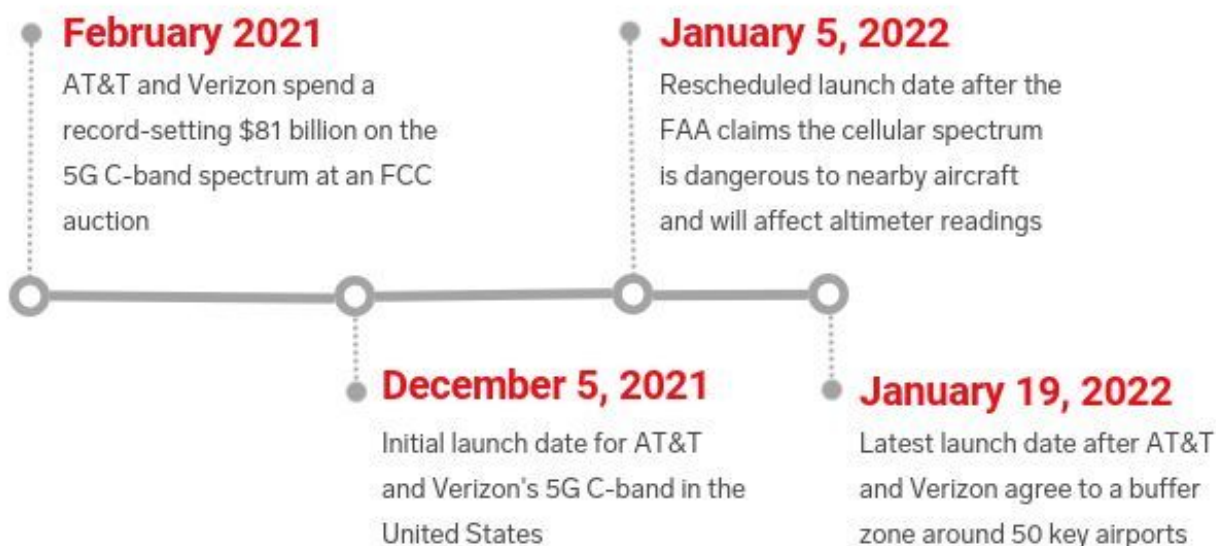 February 2021
AT&T and Verizon spend a
record-setting $81 billion on the
5G C-band spectrum at an FCC
auction
December 5, 2021
Initial launch date for AT&T
and Verizon's 5G C-band in the
United States
January 5, 2022
Rescheduled launch date after the
FAA claims the cellular spectrum
is dangerous to nearby aircraft
and will affect altimeter readings
January 19, 2022
Latest launch date after AT&T
and Verizon agree to a buffer
zone around 50 key airports